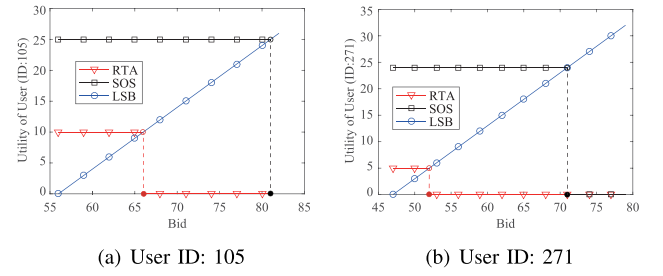 30
25
20
15
10
5
0
Utility of User (ID:105)
RTA
SOS
LSB
55 60 65 70 75 80 85
Bid
(a) User ID: 105
35
30
25
20
15
10
5
0
Utility of User (ID:271)
RTA
SOS
LSB
45 50 55 60 65 70 75 80
Bid
(b) User ID: 271